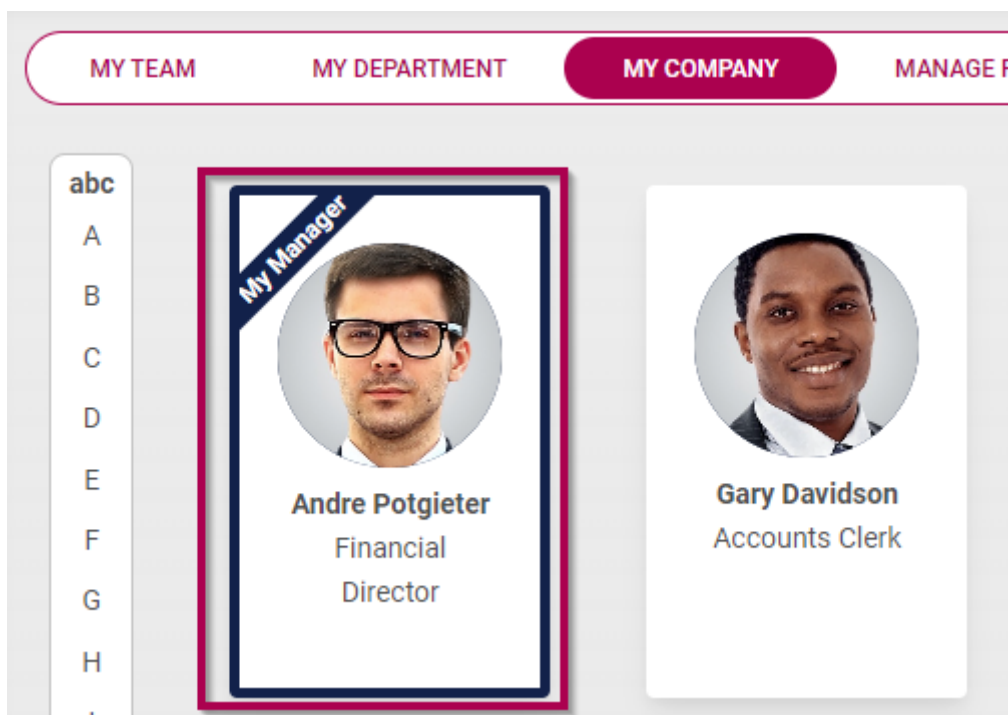 MY TEAM
MY DEPARTMENT
MY COMPANY
MANAGE
abc
A
B
C
D
E
F
G
H
My Manager
Andre Potgieter
Financial
Director
Gary Davidson
Accounts Clerk